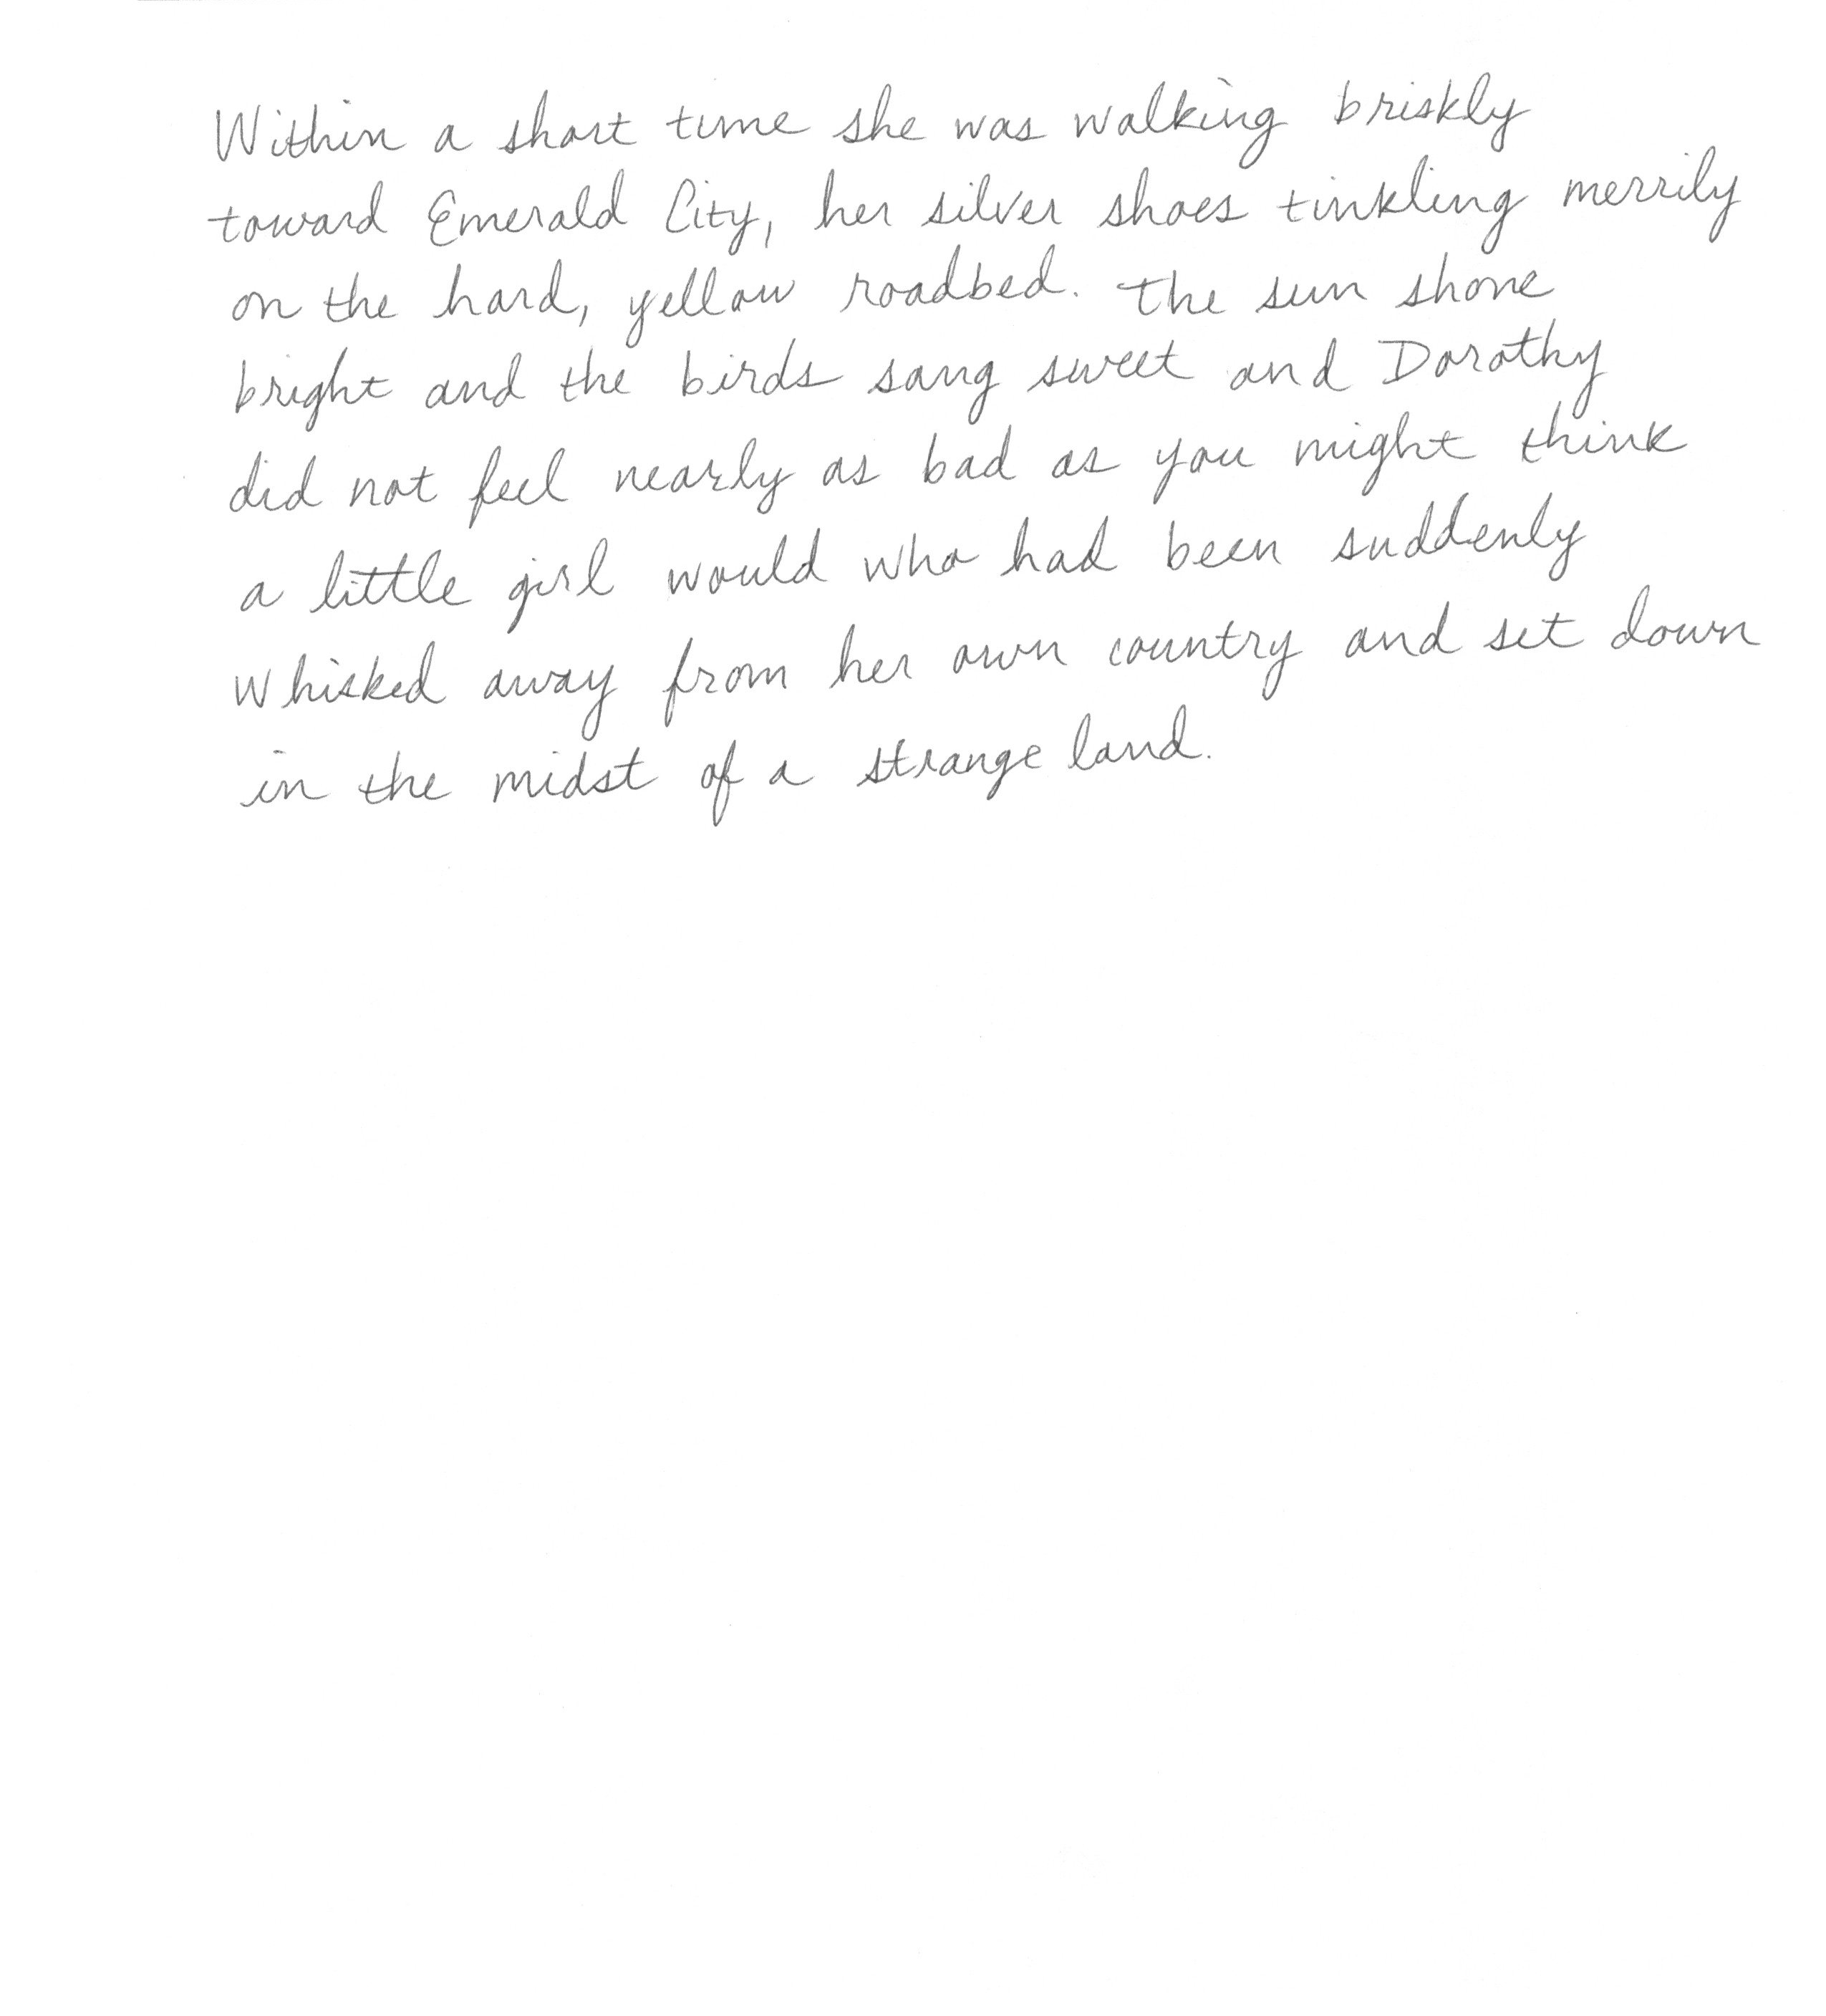 Within a short time she was walking briskly
toward Emerald City, her silver shoes tinkling merrily
on the hard, yellow roadbed. The sun shone
bright and the birds sang sweet and Dorothy
did not feel nearly as bad as you might think
a little girl would who had been suddenly
whisked away from her own country and set down
in the midst of a strange land.